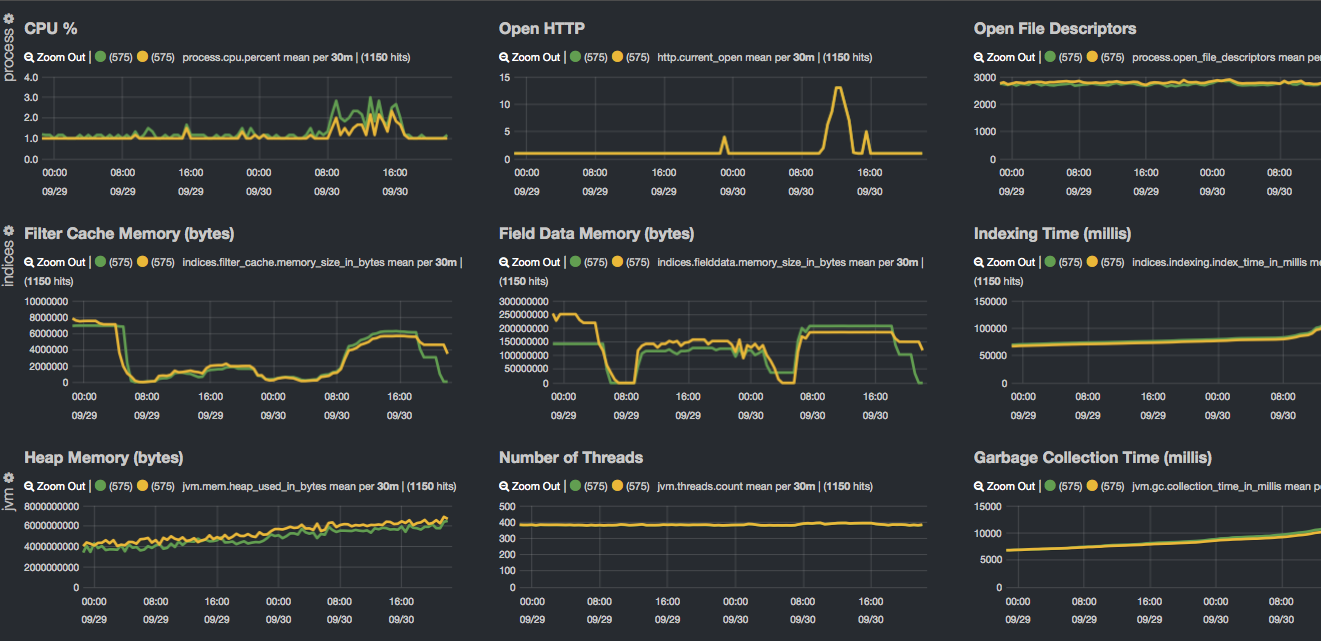 process
CPU %
Zoom Out | (575) (575) process.cpu.percent mean per 30m | (1150 hits)
4.0
3.0
2.0
1.0
0.0
00:00 08:00 16:00 00:00 08:00 16:00
09/29 09/29 09/29 09/30 09/30 09/30
Open HTTP
Zoom Out | (575) (575) http.current_open mean per 30m | (1150 hits)
15
10
5
0
00:00 08:00 16:00 00:00 08:00 16:00
09/29 09/29 09/29 09/30 09/30 09/30
Open File Descriptors
Zoom Out | (575) (575) process.open_file_descriptors mean per
3000
2000
1000
0
00:00 08:00 16:00 00:00 08:00
09/29 09/29 09/29 09/30 09/30
indices
Filter Cache Memory (bytes)
Zoom Out | (575) (575) indices.filter_cache.memory_size_in_bytes mean per 30m |
(1150 hits)
10000000
8000000
6000000
4000000
2000000
0
00:00 08:00 16:00 00:00 08:00 16:00
09/29 09/29 09/29 09/30 09/30 09/30
Field Data Memory (bytes)
Zoom Out | (575) (575) indices.fielddata.memory_size_in_bytes mean per 30m |
(1150 hits)
300000000
250000000
200000000
150000000
100000000
50000000
0
00:00 08:00 16:00 00:00 08:00 16:00
09/29 09/29 09/29 09/30 09/30 09/30
Indexing Time (millis)
Zoom Out | (575) (575) indices.indexing.index_time_in_millis me
(1150 hits)
150000
100000
50000
0
00:00 08:00 16:00 00:00 08:00
09/29 09/29 09/29 09/30 09/30
jvm
Heap Memory (bytes)
Zoom Out | (575) (575) jvm.mem.heap_used_in_bytes mean per 30m | (1150 hits)
8000000000
6000000000
4000000000
2000000000
0
00:00 08:00 16:00 00:00 08:00 16:00
09/29 09/29 09/29 09/30 09/30 09/30
Number of Threads
Zoom Out | (575) (575) jvm.threads.count mean per 30m | (1150 hits)
500
400
300
200
100
0
00:00 08:00 16:00 00:00 08:00 16:00
09/29 09/29 09/29 09/30 09/30 09/30
Garbage Collection Time (millis)
Zoom Out | (575) (575) jvm.gc.collection_time_in_millis mean p
15000
10000
5000
0
00:00 08:00 16:00 00:00 08:00
09/29 09/29 09/29 09/30 09/30